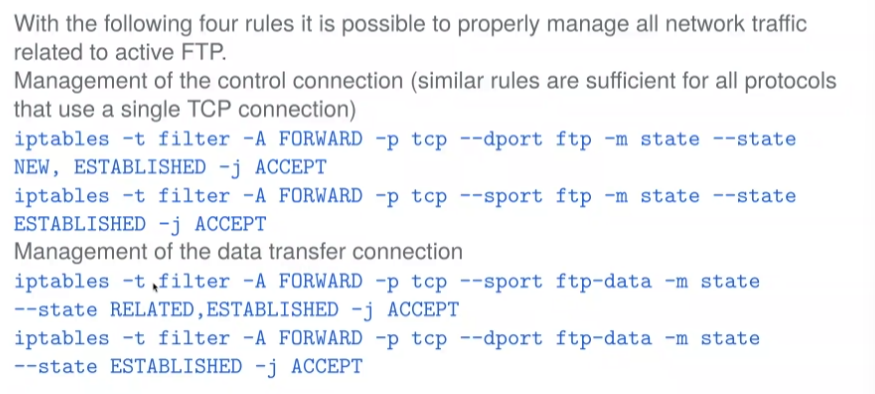 With the following four rules it is possible to properly manage all network traffic
related to active FTP.
Management of the control connection (similar rules are sufficient for all protocols
that use a single TCP connection)
iptables -t filter -A FORWARD -p tcp --dport ftp -m state --state
NEW, ESTABLISHED -j ACCEPT
iptables -t filter -A FORWARD -p tcp --sport ftp -m state --state
ESTABLISHED -j ACCEPT
Management of the data transfer connection
iptables -t filter -A FORWARD -p tcp --sport ftp-data -m state
--state RELATED,ESTABLISHED -j ACCEPT
iptables -t filter -A FORWARD -p tcp --dport ftp-data -m state
--state ESTABLISHED -j ACCEPT